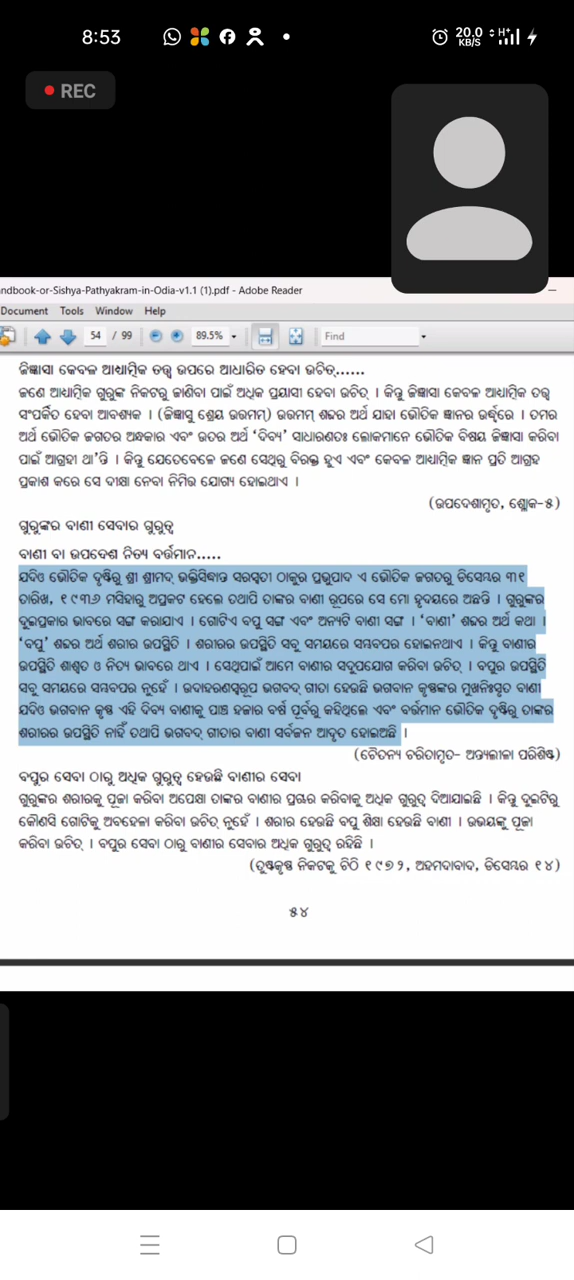 8:53
20.0
KB/S
H+
REC
ndbook-or-Sishya-Pathyakram-in-Odia-v1.1 (1).pdf - Adobe Reader
Document Tools Window Help
54 / 99 89.5% Find
ଜିଜ୍ଞାସା କେବଳ ଆଧ୍ୟାତ୍ମିକ ତତ୍ତ୍ୱ ଉପରେ ଆଧାରିତ ହେବା ଉଚିତ୍......
ଜଣେ ଆଧ୍ୟାତ୍ମିକ ଗୁରୁଙ୍କ ନିକଟରୁ ଜାଣିବା ପାଇଁ ଅଧିକ ପ୍ରୟାସୀ ହେବା ଉଚିତ୍ । କିନ୍ତୁ ଜିଜ୍ଞାସା କେବଳ ଆଧ୍ୟାତ୍ମିକ ତତ୍ତ୍ୱ
ସଂପର୍କିତ ହେବା ଆବଶ୍ୟକ । (ଜିଜ୍ଞାସୁ ଶ୍ରେୟ ଉତ୍ତମମ୍) ଉତ୍ତମମ୍ ଶବ୍ଦର ଅର୍ଥ ଯାହା ଭୌତିକ ଜ୍ଞାନର ଉର୍ଦ୍ଧ୍ୱରେ । ତମର
ଅର୍ଥ ଭୌତିକ ଜଗତର ଅନ୍ଧକାର ଏବଂ ଉତର ଅର୍ଥ ‘ଦିବ୍ୟ’ ସାଧାରଣତଃ ଲୋକମାନେ ଭୌତିକ ବିଷୟ ଜିଜ୍ଞାସା କରିବା
ପାଇଁ ଆଗ୍ରହୀ ଥା’ନ୍ତି । କିନ୍ତୁ ଯେତେବେଳେ ଜଣେ ସେଥିରୁ ବିରକ୍ତ ହୁଏ ଏବଂ କେବଳ ଆଧ୍ୟାତ୍ମିକ ଜ୍ଞାନ ପ୍ରତି ଆଗ୍ରହ
ପ୍ରକାଶ କରେ ସେ ଦୀକ୍ଷା ନେବା ନିମିତ୍ତ ଯୋଗ୍ୟ ହୋଇଥାଏ ।
(ଉପଦେଶାମୃତ, ଶ୍ଳୋକ-୫)
ଗୁରୁଙ୍କର ବାଣୀ ସେବାର ଗୁରୁତ୍ୱ
ବାଣୀ ବା ଉପଦେଶ ନିତ୍ୟ ବର୍ତ୍ତମାନ.....
ଯଦିଓ ଭୌତିକ ଦୃଷ୍ଟିରୁ ଶ୍ରୀ ଶ୍ରୀମଦ୍ ଭକ୍ତିସିଦ୍ଧାନ୍ତ ସରସ୍ୱତୀ ଠାକୁର ପ୍ରଭୁପାଦ ଏ ଭୌତିକ ଜଗତରୁ ଡିସେମ୍ବର ୩୧
ତାରିଖ, ୧୯୩୬ ମସିହାରୁ ଅପ୍ରକଟ ହେଲେ ତଥାପି ତାଙ୍କର ବାଣୀ ରୂପରେ ସେ ମୋ ହୃଦୟରେ ଅଛନ୍ତି । ଗୁରୁଙ୍କର
ଦୁଇପ୍ରକାର ଭାବରେ ସଙ୍ଗ କରାଯାଏ । ଗୋଟିଏ ବପୁ ସଙ୍ଗ ଏବଂ ଅନ୍ୟଟି ବାଣୀ ସଙ୍ଗ । ‘ବାଣୀ’ ଶବ୍ଦର ଅର୍ଥ କଥା ।
‘ବପୁ’ ଶବ୍ଦର ଅର୍ଥ ଶରୀର ଉପସ୍ଥିତି । ଶରୀରର ଉପସ୍ଥିତି ସବୁ ସମୟରେ ସମ୍ଭବପର ହୋଇନଥାଏ । କିନ୍ତୁ ବାଣୀର
ଉପସ୍ଥିତି ଶାଶ୍ୱତ ଓ ନିତ୍ୟ ଭାବରେ ଥାଏ । ସେଥିପାଇଁ ଆମେ ବାଣୀର ସଦୁପଯୋଗ କରିବା ଉଚିତ୍ । ବପୁର ଉପସ୍ଥିତି
ସବୁ ସମୟରେ ସମ୍ଭବପର ନୁହେଁ । ଉଦାହରଣସ୍ୱରୂପ ଭଗବଦ୍ ଗୀତା ହେଉଛି ଭଗବାନ କୃଷ୍ଣଙ୍କର ମୁଖନିଃସୃତ ବାଣୀ
ଯଦିଓ ଭଗବାନ କୃଷ୍ଣ ଏହି ଦିବ୍ୟ ବାଣୀକୁ ପାଞ୍ଚ ହଜାର ବର୍ଷ ପୂର୍ବରୁ କହିଥିଲେ ଏବଂ ବର୍ତ୍ତମାନ ଭୌତିକ ଦୃଷ୍ଟିରୁ ତାଙ୍କର
ଶରୀରର ଉପସ୍ଥିତି ନାହିଁ ତଥାପି ଭଗବଦ୍ ଗୀତାର ବାଣୀ ସର୍ବଜନ ଆଦୃତ ହୋଇଅଛି ।
(ଚୈତନ୍ୟ ଚରିତାମୃତ- ଅନ୍ତ୍ୟଲୀଳା ପରିଶିଷ୍ଟ)
ବପୁର ସେବା ଠାରୁ ଅଧିକ ଗୁରୁତ୍ୱ ହେଉଛି ବାଣୀର ସେବା
ଗୁରୁଙ୍କର ଶରୀରକୁ ପୂଜା କରିବା ଅପେକ୍ଷା ତାଙ୍କର ବାଣୀର ପ୍ରଚାର କରିବାକୁ ଅଧିକ ଗୁରୁତ୍ୱ ଦିଆଯାଇଛି । କିନ୍ତୁ ଦୁଇଟିରୁ
କୌଣସି ଗୋଟିକୁ ଅବହେଳା କରିବା ଉଚିତ୍ ନୁହେଁ । ଶରୀର ହେଉଛି ବପୁ ଶିକ୍ଷା ହେଉଛି ବାଣୀ । ଉଭୟଙ୍କୁ ପୂଜା
କରିବା ଉଚିତ୍ । ବପୁର ସେବା ଠାରୁ ବାଣୀର ସେବାର ଅଧିକ ଗୁରୁତ୍ୱ ରହିଛି ।
(ତୁଷ୍ଟକୃଷ୍ଣ ନିକଟକୁ ଚିଠି ୧୯୭୨, ଅହମଦାବାଦ, ଡିସେମ୍ବର ୧୪)
୫୪